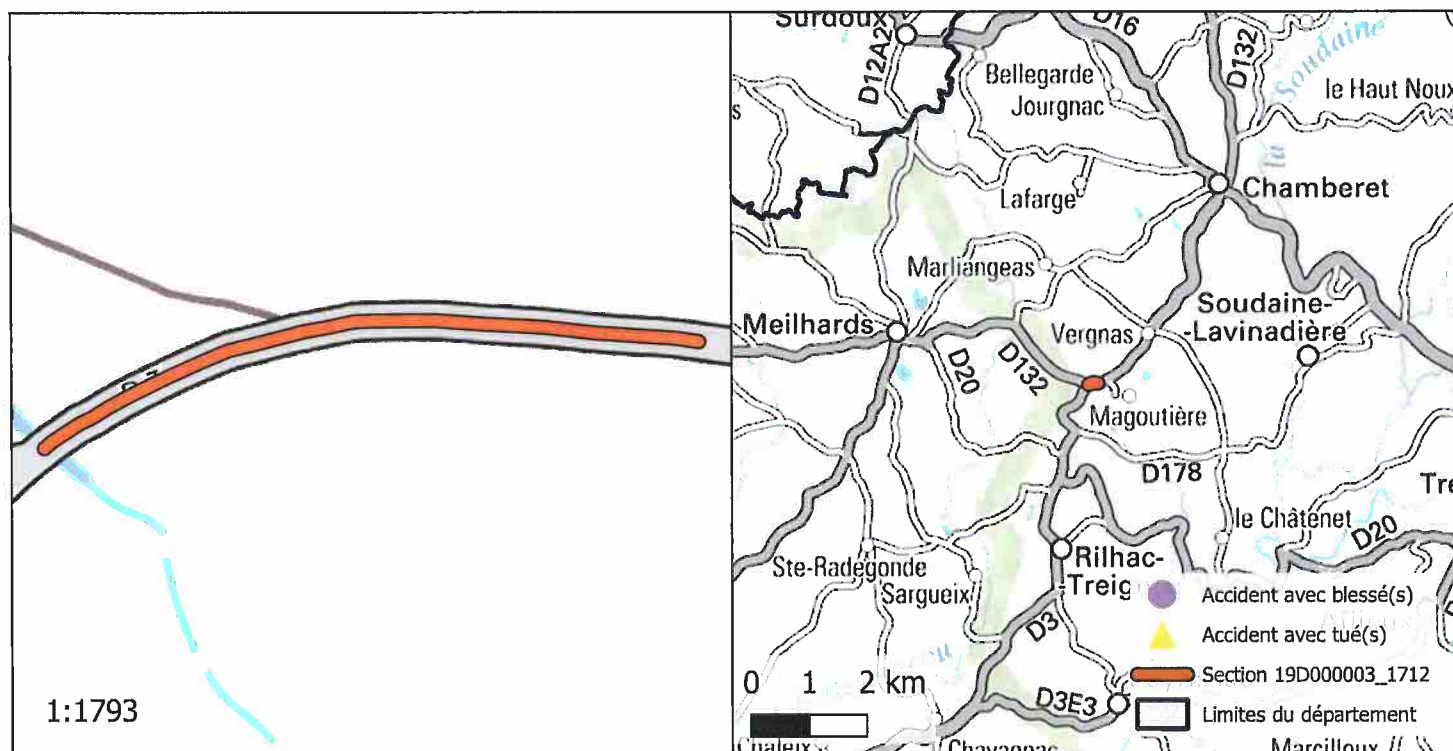 1:1793
Surdoux
D12A2
D16
D132
Soudaine
la
Bellegarde
Jourgnac
le Haut Noux
Lafarge
Chamberet
Marliangeas
Soudaine-
-Lavinadière
Meilhards
Vergnas
D20
D132
Magoutière
D178
Tre
le Châtenet
D20
Ste-Radegonde
Sargueix
Rilhac-
-Treig
D3
D3E3
0 1 2 km
Accident avec blessé(s)
Accident avec tué(s)
Section 19D000003_1712
Limites du département
Marcilloux